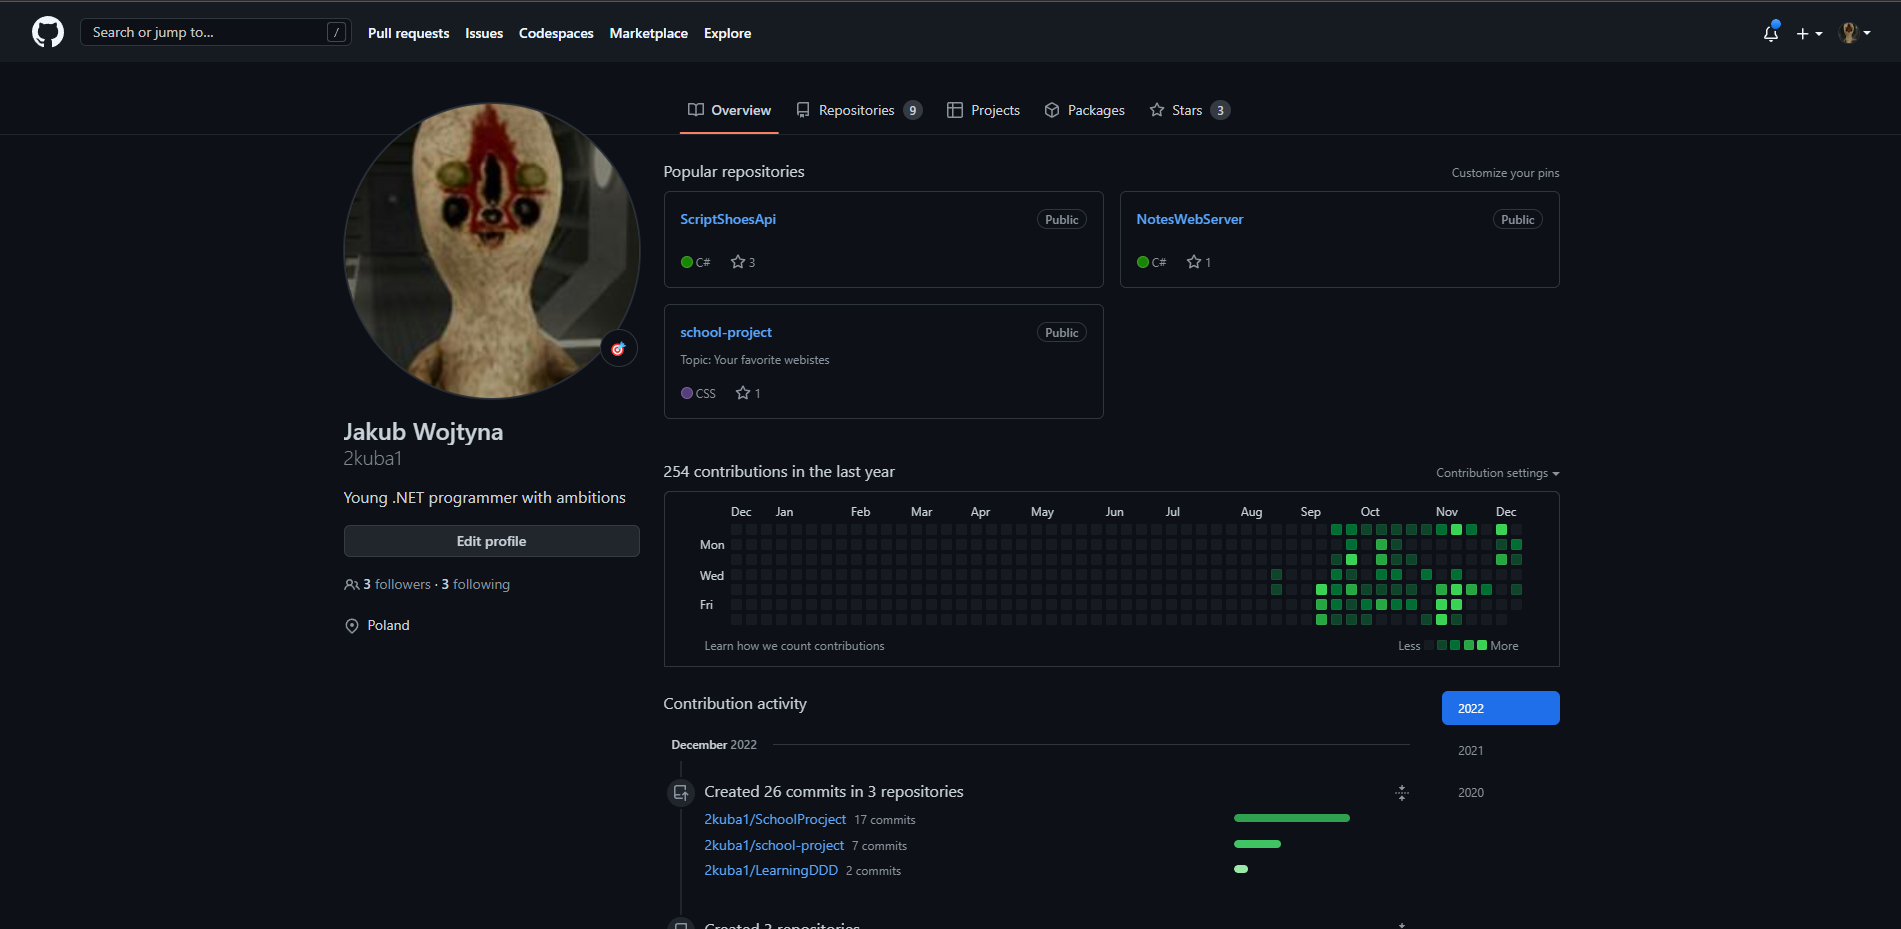 Search or jump to... / Pull requests Issues Codespaces Marketplace Explore
Overview Repositories 9 Projects Packages Stars 3
Popular repositories Customize your pins
ScriptShoesApi Public
C# 3
NotesWebServer Public
C# 1
school-project Public
Topic: Your favorite webistes
CSS 1
Jakub Wojtyna
2kuba1
Young .NET programmer with ambitions
Edit profile
3 followers · 3 following
Poland
254 contributions in the last year Contribution settings
Dec Jan Feb Mar Apr May Jun Jul Aug Sep Oct Nov Dec
Mon
Wed
Fri
Learn how we count contributions Less More
Contribution activity
2022
2021
2020
December 2022
Created 26 commits in 3 repositories
2kuba1/SchoolProcject 17 commits
2kuba1/school-project 7 commits
2kuba1/LearningDDD 2 commits
Created 3 repositories